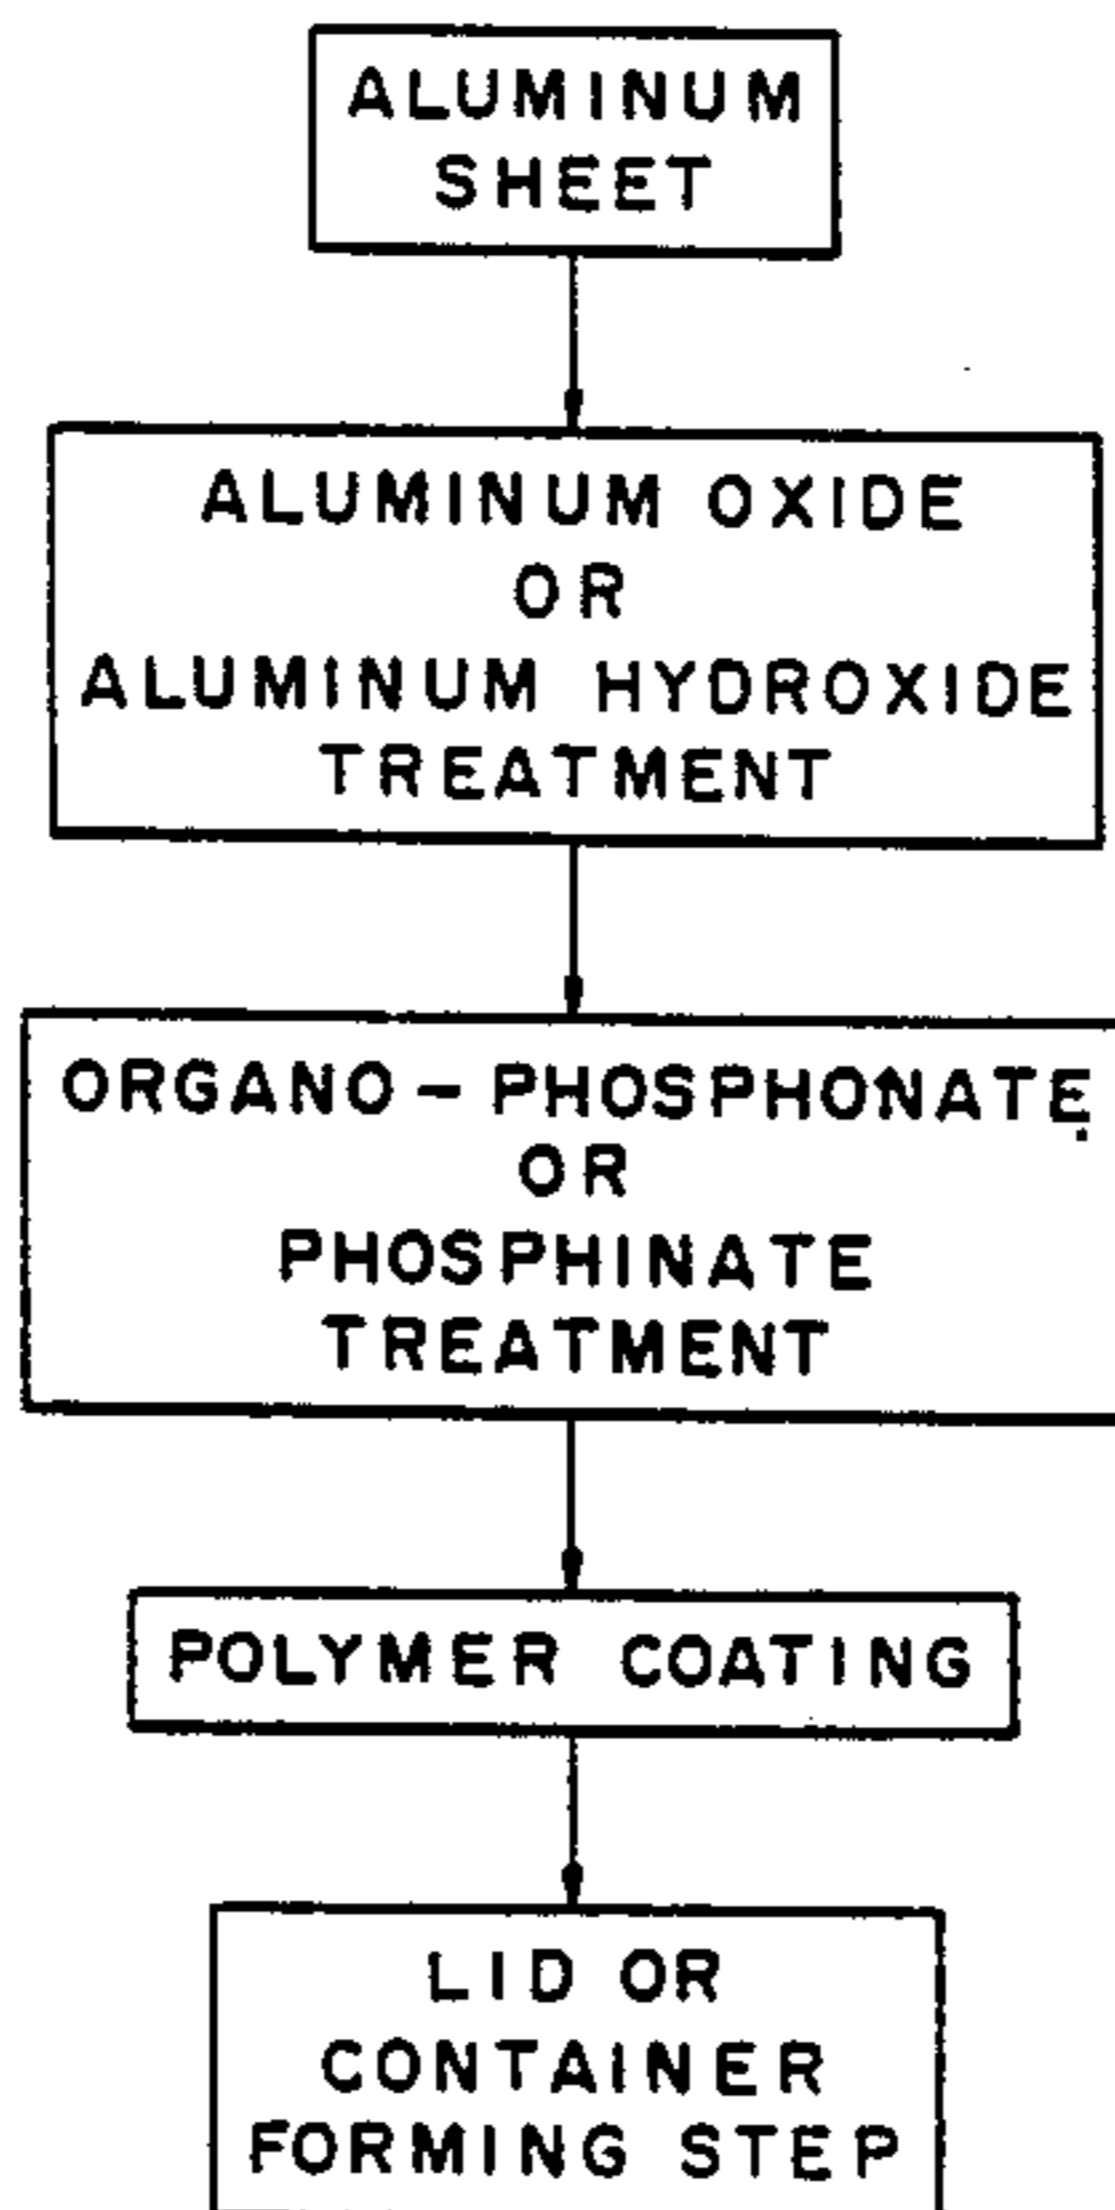 ALUMINUM
SHEET
ALUMINUM OXIDE
OR
ALUMINUM HYDROXIDE
TREATMENT
ORGANO - PHOSPHONATE
OR
PHOSPHINATE
TREATMENT
POLYMER COATING
LID OR
CONTAINER
FORMING STEP